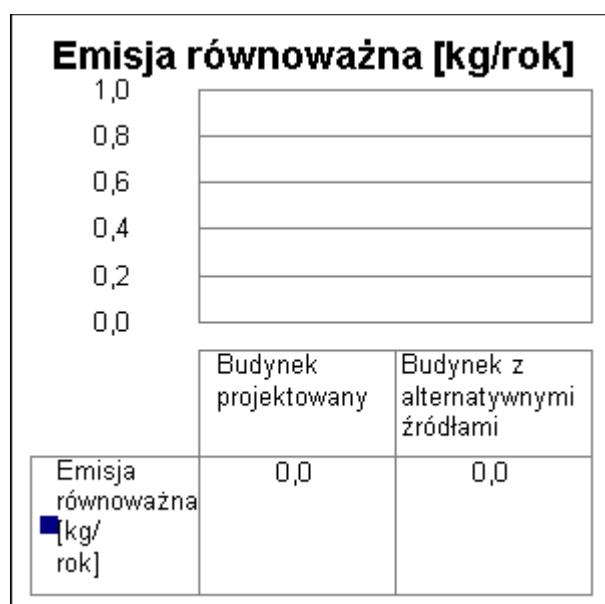 Emisja równoważna [kg/rok]
1,0
0,8
0,6
0,4
0,2
0,0
Budynek
projektowany
Budynek z
alternatywnymi
źródłami
Emisja
równoważna
[kg/
rok]
0,0
0,0